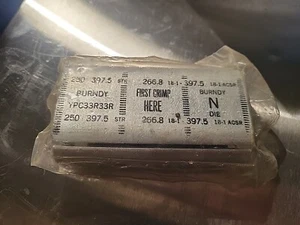 250 397.5 STR 266.8 18-1 397.5 18-1 ACSR
BURNDY FIRST CRIMP BURNDY
YPC33R33R HERE N
DIE
250 397.5 STR 266.8 18-1 397.5 18-1 ACSR